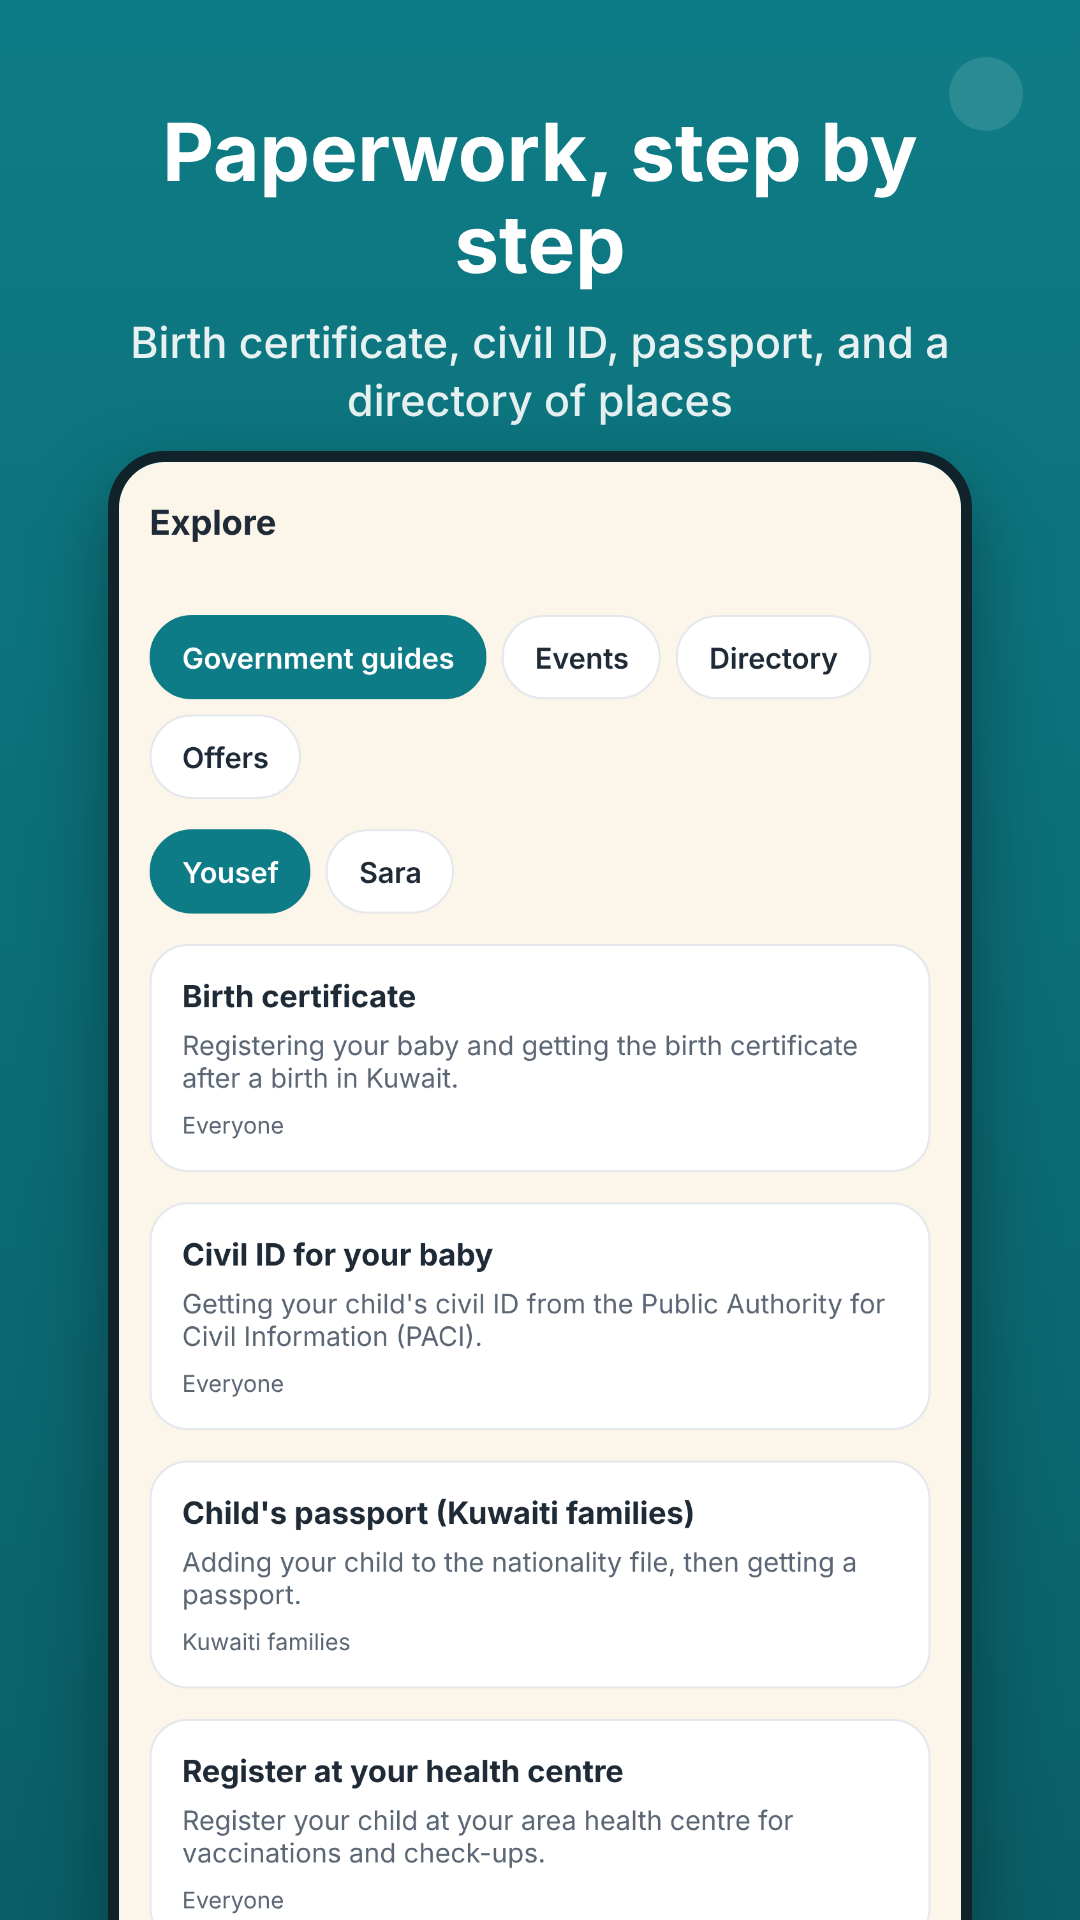 Paperwork, step by
step
Birth certificate, civil ID, passport, and a
directory of places
Explore
Government guides
Events
Directory
Offers
Yousef
Sara
Birth certificate
Registering your baby and getting the birth certificate
after a birth in Kuwait.
Everyone
Civil ID for your baby
Getting your child's civil ID from the Public Authority for
Civil Information (PACI).
Everyone
Child's passport (Kuwaiti families)
Adding your child to the nationality file, then getting a
passport.
Kuwaiti families
Register at your health centre
Register your child at your area health centre for
vaccinations and check-ups.
Everyone